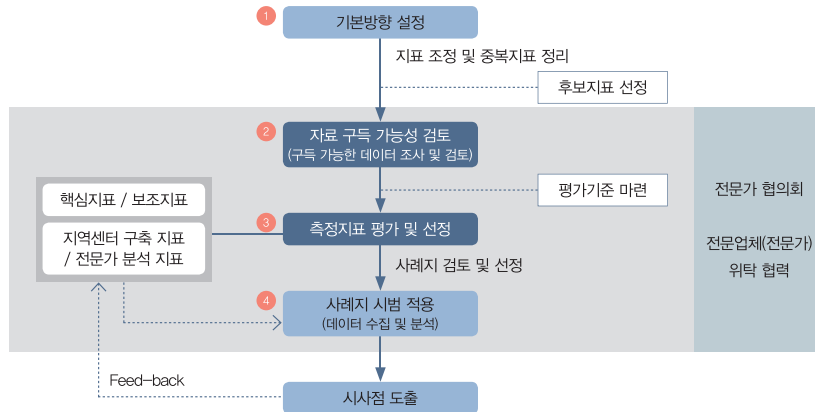 1
기본방향 설정
지표 조정 및 중복지표 정리
후보지표 선정
2
자료 구득 가능성 검토
(구득 가능한 데이터 조사 및 검토)
평가기준 마련
핵심지표 / 보조지표
지역센터 구축 지표
/ 전문가 분석 지표
3
측정지표 평가 및 선정
사례지 검토 및 선정
4
사례지 시범 적용
(데이터 수집 및 분석)
전문가 협의회
전문업체(전문가)
위탁 협력
Feed-back
시사점 도출